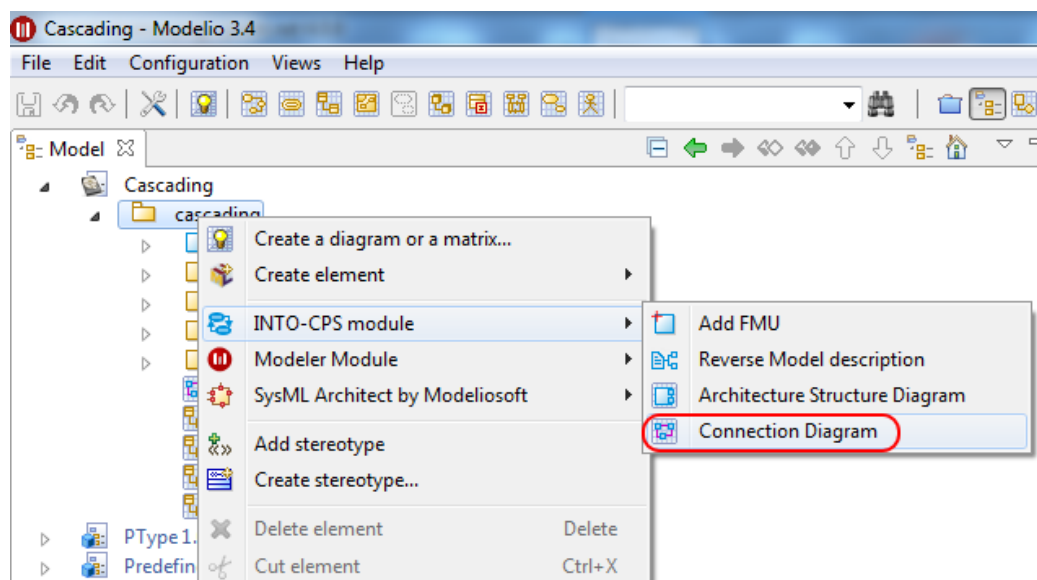 Cascading - Modelio 3.4
File Edit Configuration Views Help
Model
Cascading
cascading
Create a diagram or a matrix...
Create element
INTO-CPS module
Add FMU
Modeler Module
Reverse Model description
SysML Architect by Modeliosoft
Architecture Structure Diagram
Connection Diagram
Add stereotype
Create stereotype...
PType1.
Delete element Delete
Predefin
Cut element Ctrl+X